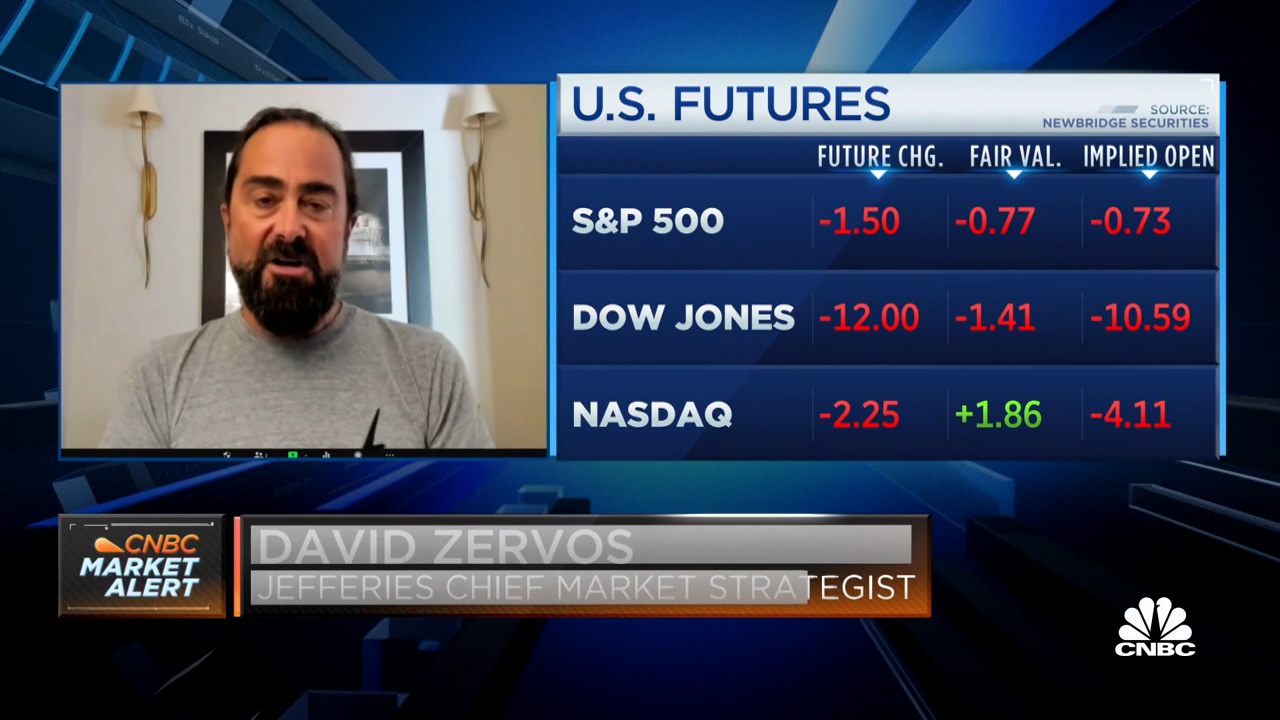 U.S. FUTURES
SOURCE:
NEWBRIDGE SECURITIES
FUTURE CHG. FAIR VAL. IMPLIED OPEN
S&P 500 -1.50 -0.77 -0.73
DOW JONES -12.00 -1.41 -10.59
NASDAQ -2.25 +1.86 -4.11
CNBC
MARKET
ALERT
DAVID ZERVOS
JEFFERIES CHIEF MARKET STRATEGIST
CNBC